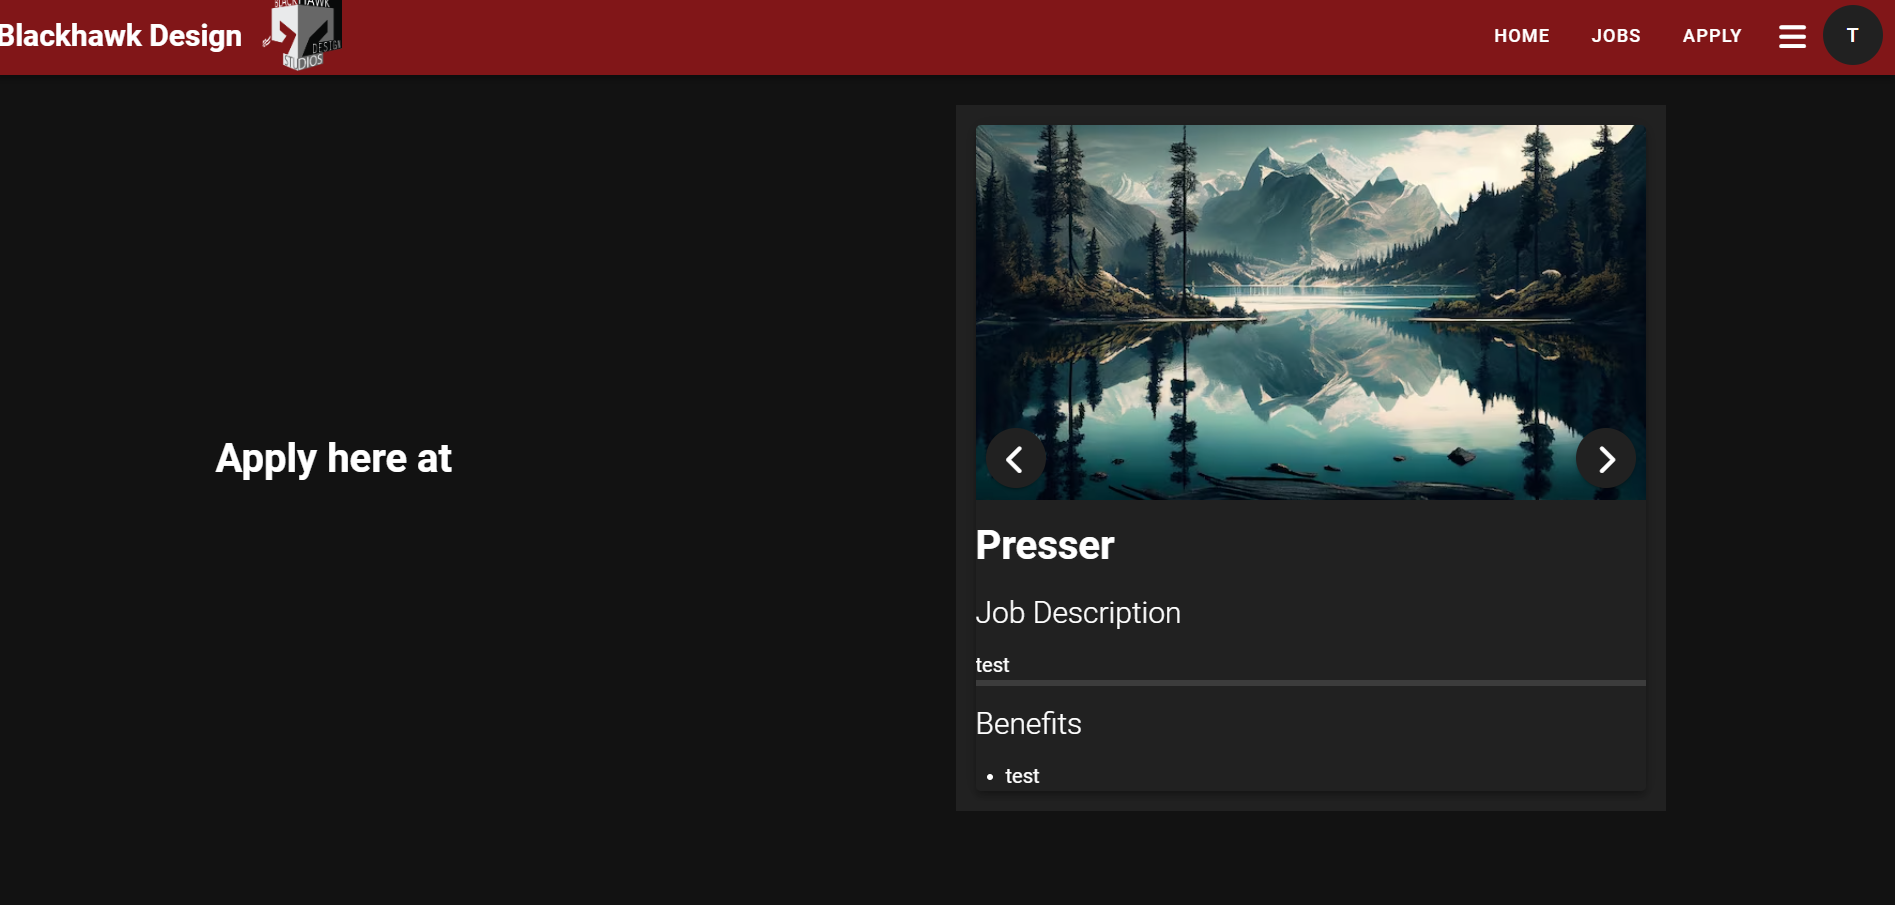 Blackhawk Design
BLACKHAWK
DESIGN
STUDIOS
HOME
JOBS
APPLY
T
Apply here at
Presser
Job Description
test
Benefits
• test